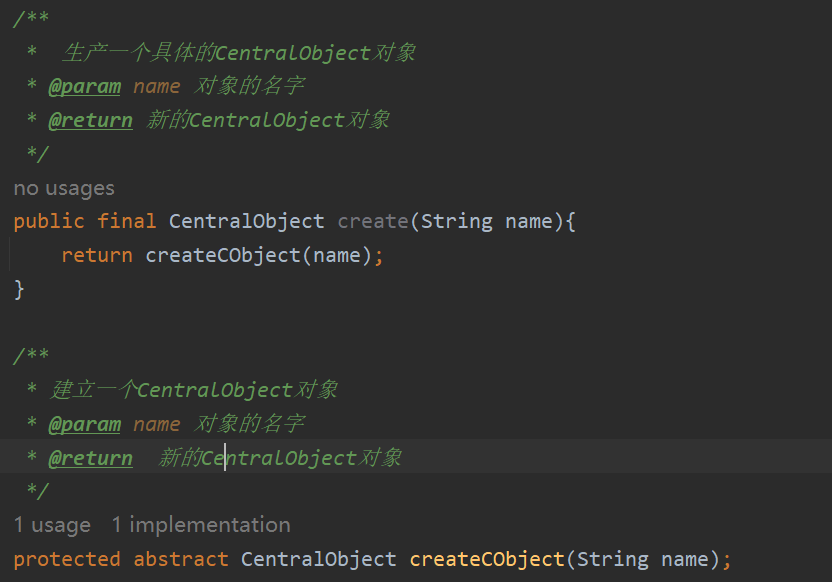 /**
 *  生产一个具体的CentralObject对象
 * @param name 对象的名字
 * @return 新的CentralObject对象
 */
no usages
public final CentralObject create(String name){
    return createCObject(name);
}
/**
 * 建立一个CentralObject对象
 * @param name 对象的名字
 * @return  新的CentralObject对象
 */
1 usage   1 implementation
protected abstract CentralObject createCObject(String name);